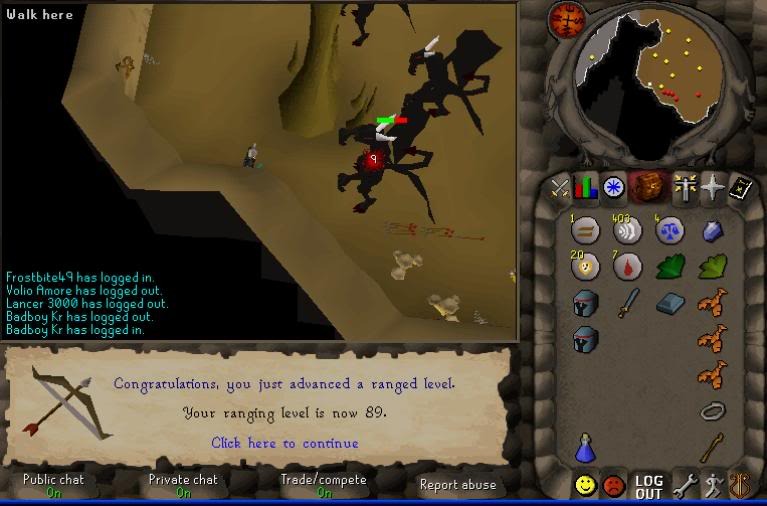 Walk here
Frostbite49 has logged in.
Volio Amore has logged out.
Lancer 3000 has logged out.
Badboy Kr has logged out.
Badboy Kr has logged in.
9
Congratulations, you just advanced a ranged level.
Your ranging level is now 89.
Click here to continue
Public chat
On
Private chat
On
Trade/compete
On
Report abuse
1 403 4
20 7
LOG
OUT